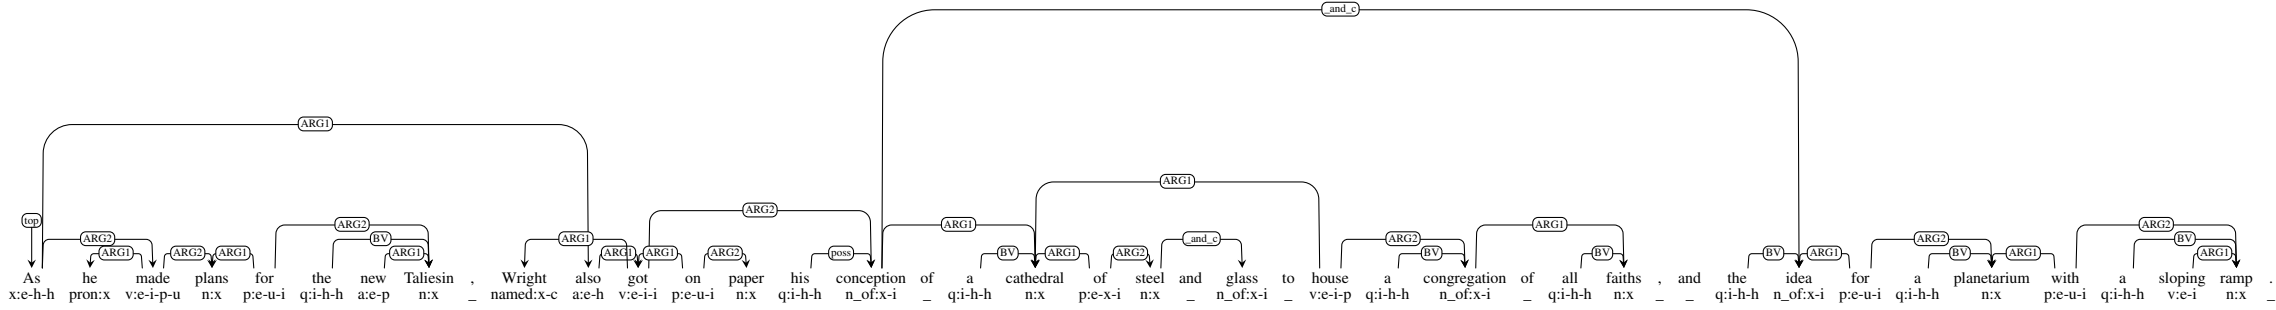 _and_c
ARG1
ARG1
top ARG2 ARG2 ARG1 ARG1 ARG2
ARG2 BV ARG1 ARG2 _and_c ARG2 ARG2 BV
ARG1 ARG2 ARG1 ARG1 ARG1 ARG1 ARG2 poss BV ARG1 ARG2 BV BV BV ARG1 BV ARG1 ARG1
As he made plans for the new Taliesin , Wright also got on paper his conception of a cathedral of steel and glass to house a congregation of all faiths , and the idea for a planetarium with a sloping ramp .
x:e-h-h pron:x v:e-i-p-u n:x p:e-u-i q:i-h-h a:e-p n:x _ named:x-c a:e-h v:e-i-i p:e-u-i n:x q:i-h-h n_of:x-i _ q:i-h-h n:x p:e-x-i n:x _ n_of:x-i _ v:e-i-p q:i-h-h n_of:x-i _ q:i-h-h n:x _ _ q:i-h-h n_of:x-i p:e-u-i q:i-h-h n:x p:e-u-i q:i-h-h v:e-i n:x _